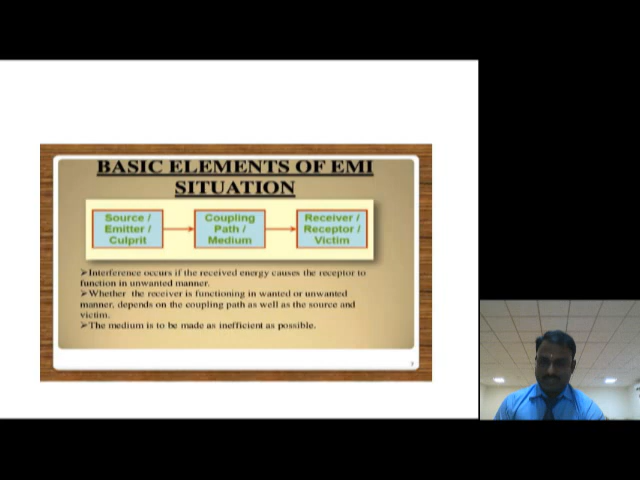 BASIC ELEMENTS OF EMI
SITUATION
Source /
Emitter /
Culprit
Coupling
Path /
Medium
Receiver /
Receptor /
Victim
➢Interference occurs if the received energy causes the receptor to
function in unwanted manner.
➢Whether the receiver is functioning in wanted or unwanted
manner, depends on the coupling path as well as the source and
victim.
➢The medium is to be made as inefficient as possible.